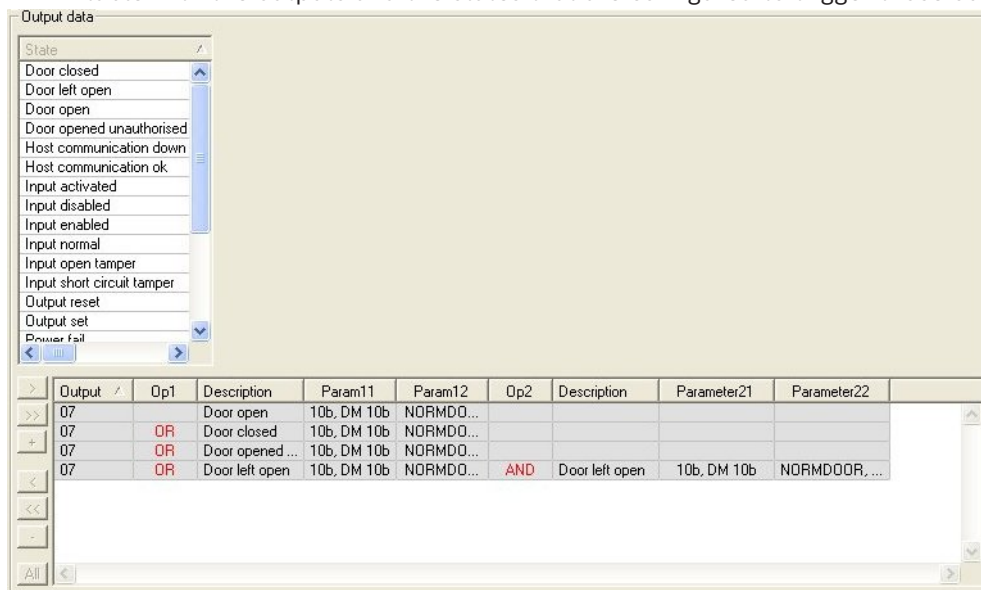 Output data
State
Door closed
Door left open
Door open
Door opened unauthorised
Host communication down
Host communication ok
Input activated
Input disabled
Input enabled
Input normal
Input open tamper
Input short circuit tamper
Output reset
Output set
Power fail
> Output Op1 Description Param11 Param12 Op2 Description Parameter21 Parameter22
>> 07 Door open 10b, DM 10b NORMDO...
07 OR Door closed 10b, DM 10b NORMDO...
+ 07 OR Door opened ... 10b, DM 10b NORMDO...
07 OR Door left open 10b, DM 10b NORMDO... AND Door left open 10b, DM 10b NORMDOOR, ...
<
<<
-
All